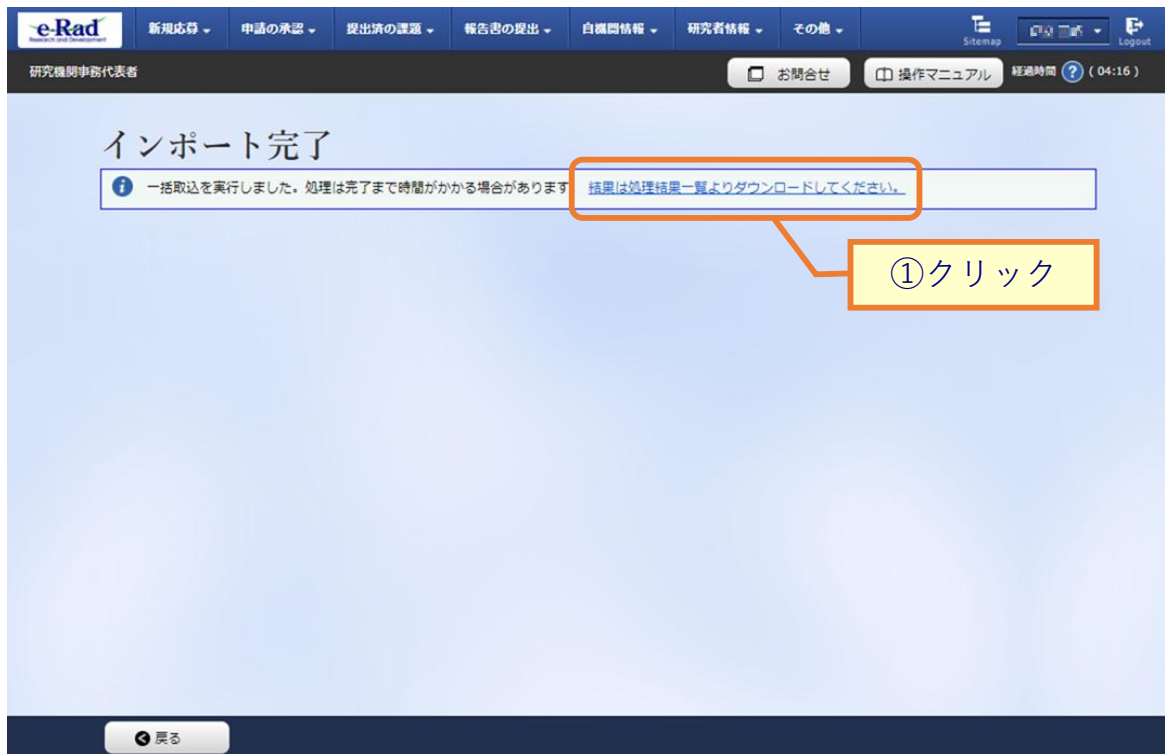 e-Rad
Research and Development
新規応募
申請の承認
提出済の課題
報告書の提出
自機関情報
研究者情報
その他
Sitemap
Logout
研究機関事務代表者
お問合せ
操作マニュアル
経過時間 ? ( 04:16 )
インポート完了
i 一括取込を実行しました。処理は完了まで時間がかかる場合があります 結果は処理結果一覧よりダウンロードしてください。
①クリック
戻る